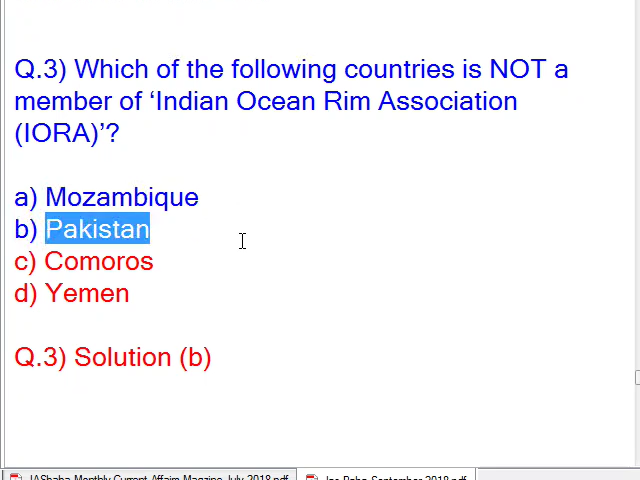 Q.3) Which of the following countries is NOT a
member of ‘Indian Ocean Rim Association
(IORA)’?
a) Mozambique
b) Pakistan
c) Comoros
d) Yemen
Q.3) Solution (b)
IASbaba Monthly Current Affairs Magzine July 2018.pdf
Ias Baba September 2018.pdf